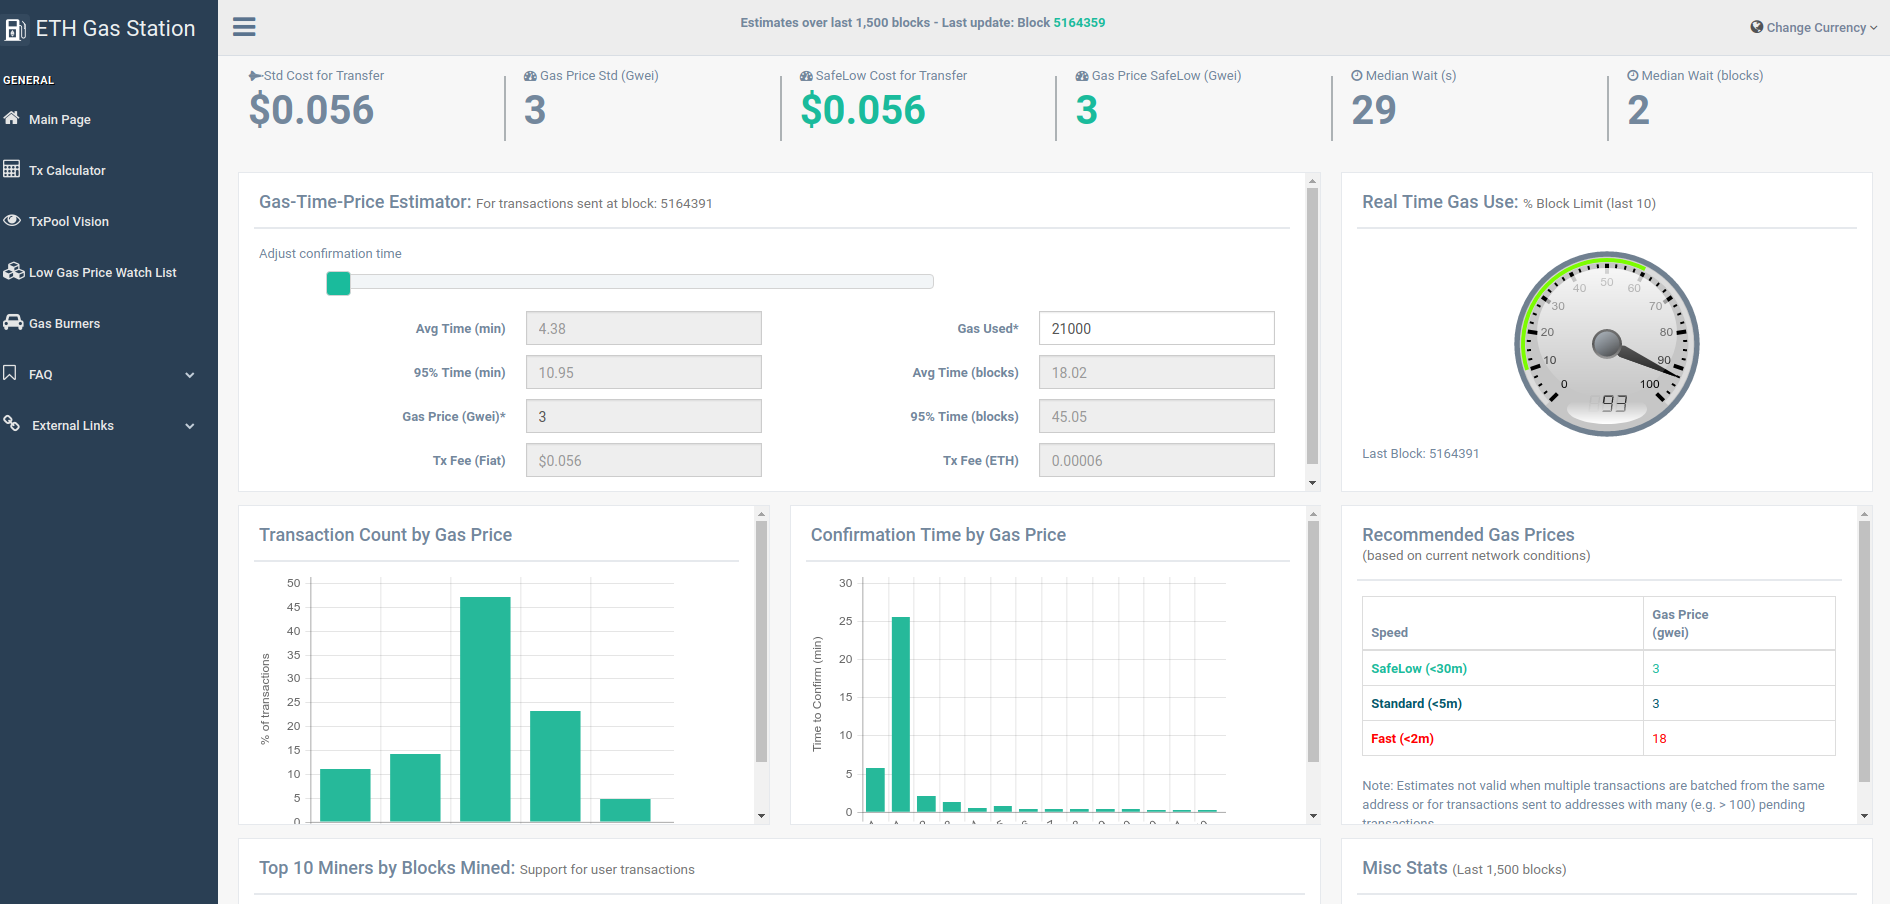 ETH Gas Station
GENERAL
Main Page
Tx Calculator
TxPool Vision
Low Gas Price Watch List
Gas Burners
FAQ
External Links
Estimates over last 1,500 blocks - Last update: Block 5164359
Change Currency
Std Cost for Transfer
$0.056
Gas Price Std (Gwei)
3
SafeLow Cost for Transfer
$0.056
Gas Price SafeLow (Gwei)
3
Median Wait (s)
29
Median Wait (blocks)
2
Gas-Time-Price Estimator: For transactions sent at block: 5164391
Adjust confirmation time
Avg Time (min) 4.38
Gas Used* 21000
95% Time (min) 10.95
Avg Time (blocks) 18.02
Gas Price (Gwei)* 3
95% Time (blocks) 45.05
Tx Fee (Fiat) $0.056
Tx Fee (ETH) 0.00006
Real Time Gas Use: % Block Limit (last 10)
0
10
20
30
40
50
60
70
80
90
100
93
Last Block: 5164391
Transaction Count by Gas Price
% of transactions
50
45
40
35
30
25
20
15
10
5
0
Confirmation Time by Gas Price
Time to Confirm (min)
30
25
20
15
10
5
0
Recommended Gas Prices
(based on current network conditions)
Speed
Gas Price
(gwei)
SafeLow (<30m) 3
Standard (<5m) 3
Fast (<2m) 18
Note: Estimates not valid when multiple transactions are batched from the same
address or for transactions sent to addresses with many (e.g. > 100) pending
transactions
Top 10 Miners by Blocks Mined: Support for user transactions
Misc Stats (Last 1,500 blocks)